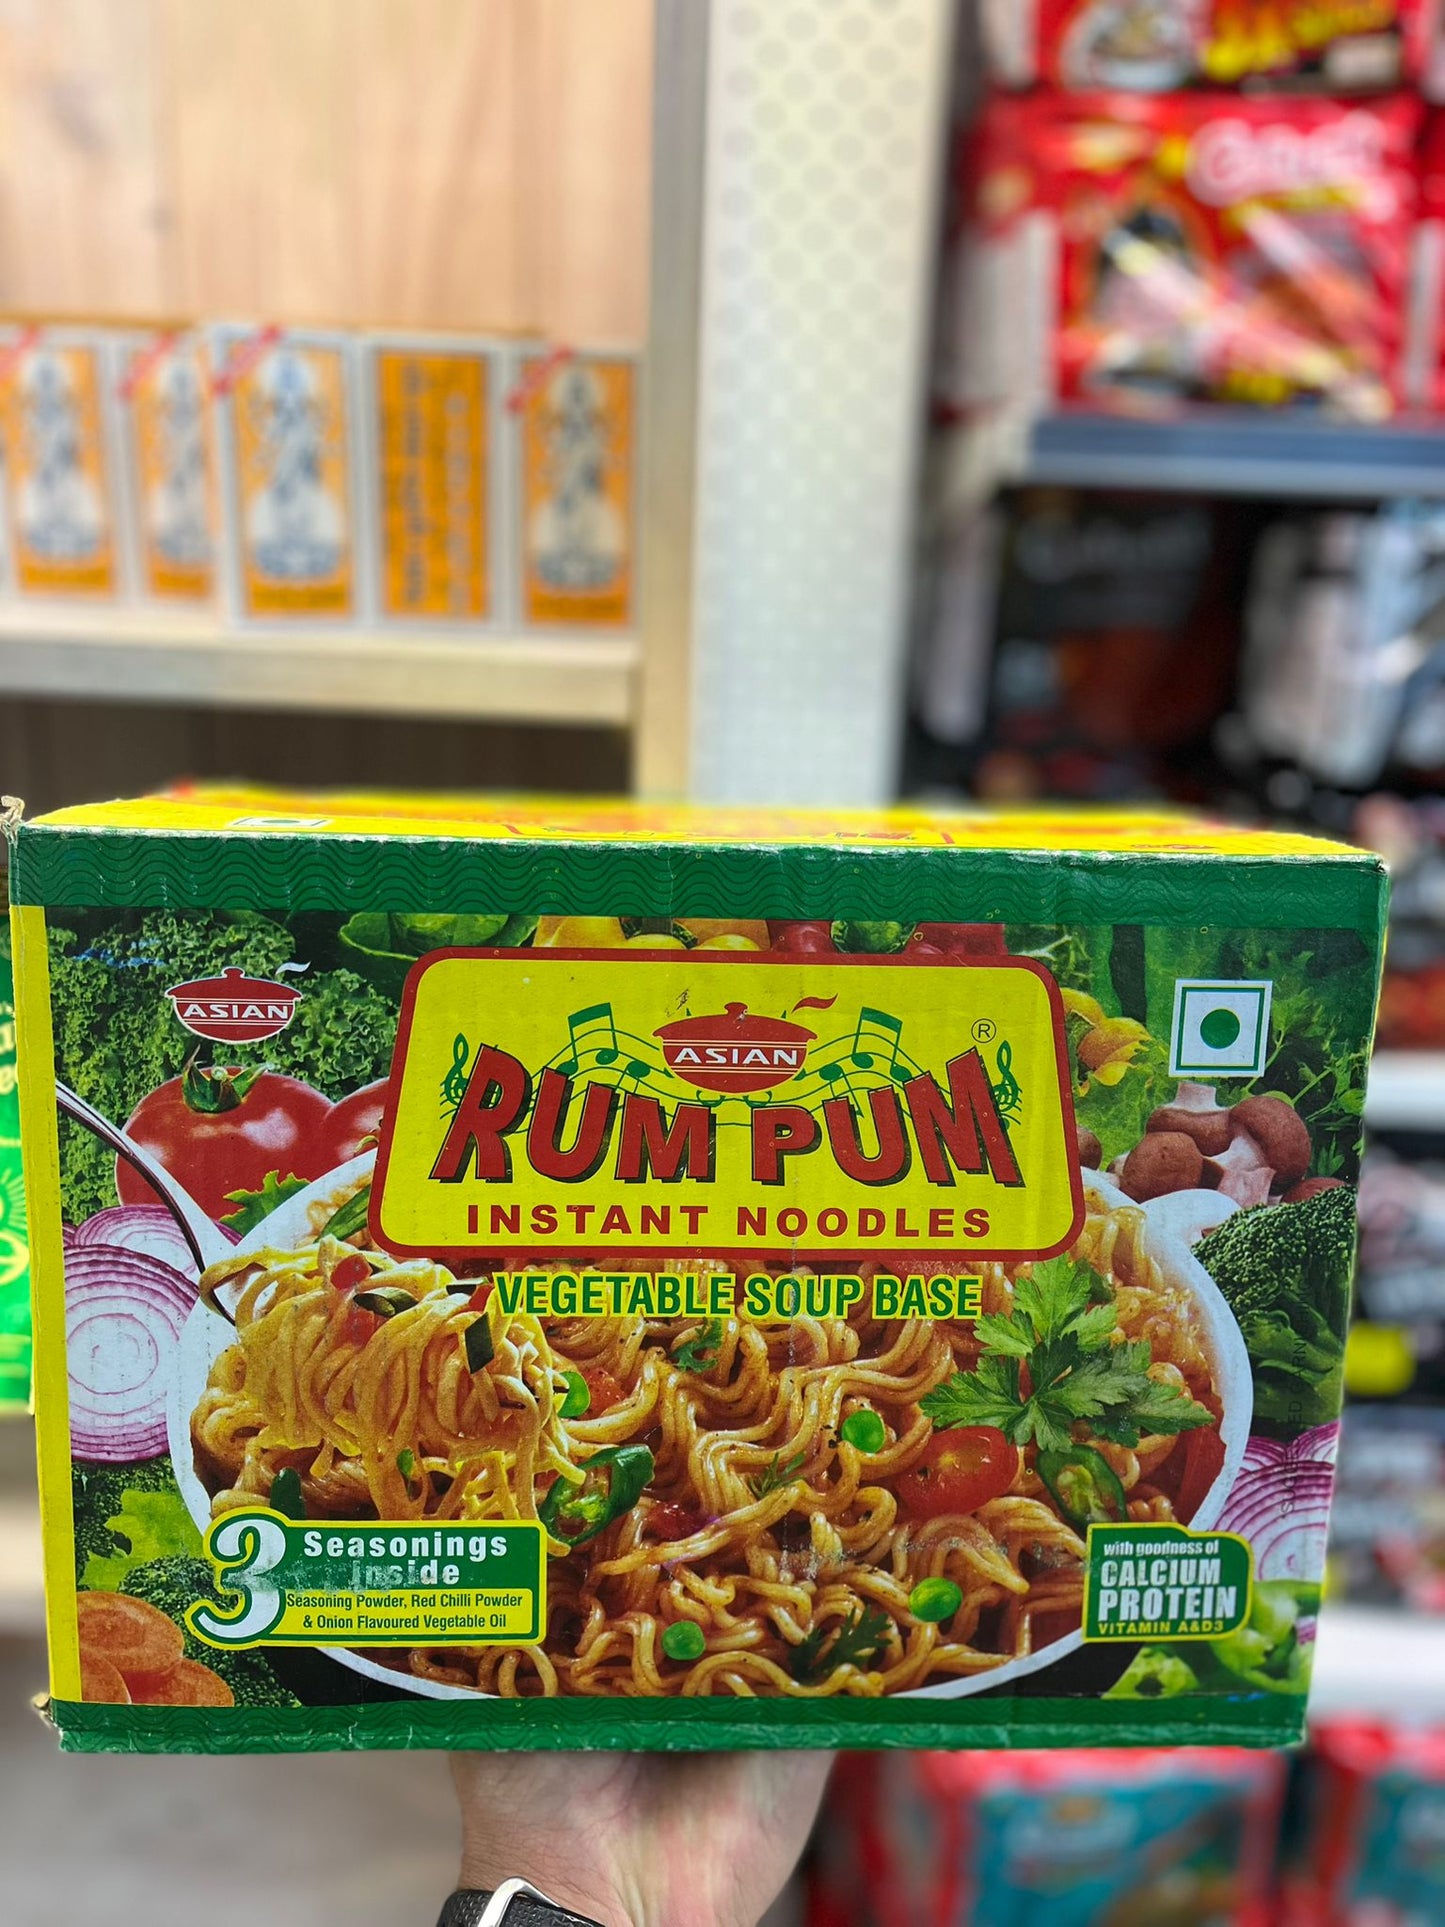 ASIAN
ASIAN
®
RUM PUM
INSTANT NOODLES
VEGETABLE SOUP BASE
3 Seasonings
Inside
Seasoning Powder, Red Chilli Powder
& Onion Flavoured Vegetable Oil
with goodness of
CALCIUM
PROTEIN
VITAMIN A&D3